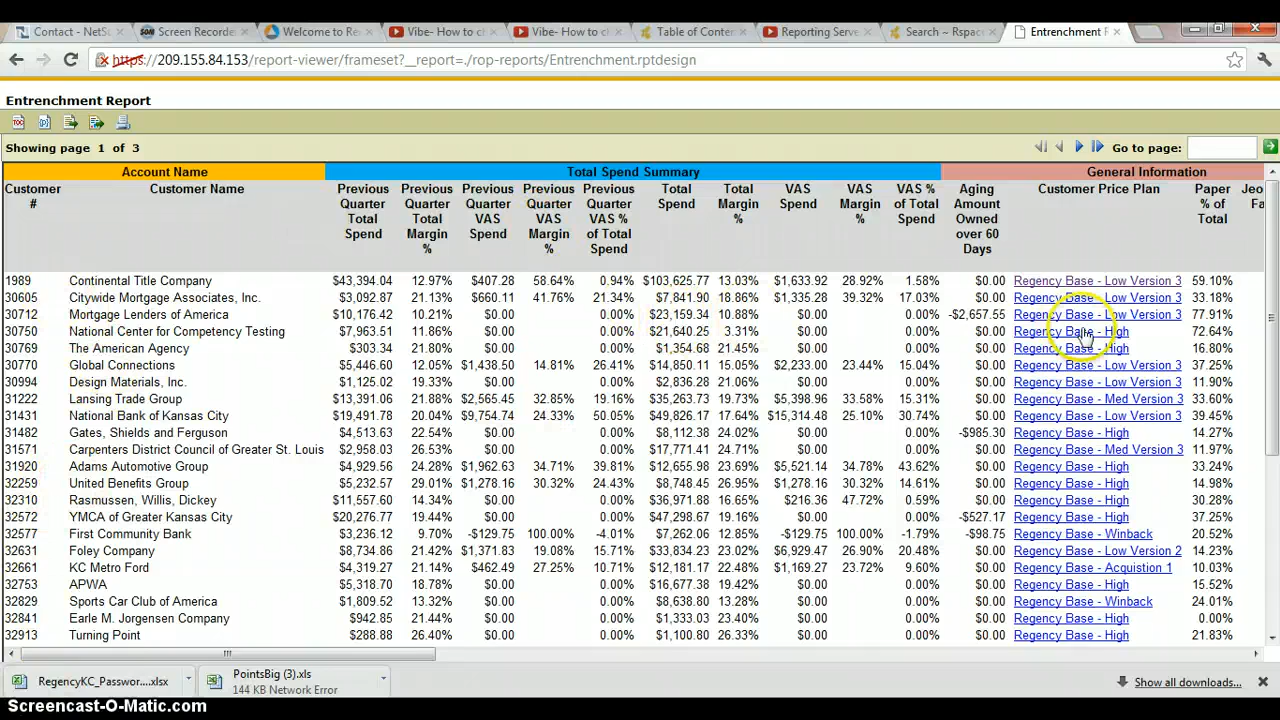 Contact - NetS
Screen Recorde
Welcome to Re
Vibe- How to cl
Vibe- How to cl
Table of Conter
Reporting Serve
Search ~ Rspac
Entrenchment R
https://209.155.84.153/report-viewer/frameset?__report=./rop-reports/Entrenchment.rptdesign
Entrenchment Report
Showing page 1 of 3
Go to page:
Account Name Total Spend Summary General Information
Customer # Customer Name Previous Quarter Total Spend Previous Quarter Total Margin % Previous Quarter VAS Spend Previous Quarter VAS Margin % Previous Quarter VAS % of Total Spend Total Spend Total Margin % VAS Spend VAS Margin % VAS % of Total Spend Aging Amount Owned over 60 Days Customer Price Plan Paper % of Total Jeo Fa
1989 Continental Title Company $43,394.04 12.97% $407.28 58.64% 0.94% $103,625.77 13.03% $1,633.92 28.92% 1.58% $0.00 Regency Base - Low Version 3 59.10%
30605 Citywide Mortgage Associates, Inc. $3,092.87 21.13% $660.11 41.76% 21.34% $7,841.90 18.86% $1,335.28 39.32% 17.03% $0.00 Regency Base - Low Version 3 33.18%
30712 Mortgage Lenders of America $10,176.42 10.21% $0.00 0.00% $23,159.34 10.88% $0.00 0.00% -$2,657.55 Regency Base - Low Version 3 77.91%
30750 National Center for Competency Testing $7,963.51 11.86% $0.00 0.00% $21,640.25 3.31% $0.00 0.00% $0.00 Regency Base - High 72.64%
30769 The American Agency $303.34 21.80% $0.00 0.00% $1,354.68 21.45% $0.00 0.00% $0.00 Regency Base - High 16.80%
30770 Global Connections $5,446.60 12.05% $1,438.50 14.81% 26.41% $14,850.11 15.05% $2,233.00 23.44% 15.04% $0.00 Regency Base - Low Version 3 37.25%
30994 Design Materials, Inc. $1,125.02 19.33% $0.00 0.00% $2,836.28 21.06% $0.00 0.00% $0.00 Regency Base - Low Version 3 11.90%
31222 Lansing Trade Group $13,391.06 21.88% $2,565.45 32.85% 19.16% $35,263.73 19.73% $5,398.96 33.58% 15.31% $0.00 Regency Base - Med Version 3 33.60%
31431 National Bank of Kansas City $19,491.78 20.04% $9,754.74 24.33% 50.05% $49,826.17 17.64% $15,314.48 25.10% 30.74% $0.00 Regency Base - Low Version 3 39.45%
31482 Gates, Shields and Ferguson $4,513.63 22.54% $0.00 0.00% $8,112.38 24.02% $0.00 0.00% -$985.30 Regency Base - High 14.27%
31571 Carpenters District Council of Greater St. Louis $2,958.03 26.53% $0.00 0.00% $17,771.41 24.71% $0.00 0.00% $0.00 Regency Base - Med Version 3 11.97%
31920 Adams Automotive Group $4,929.56 24.28% $1,962.63 34.71% 39.81% $12,655.98 23.69% $5,521.14 34.78% 43.62% $0.00 Regency Base - High 33.24%
32259 United Benefits Group $5,232.57 29.01% $1,278.16 30.32% 24.43% $8,748.45 26.95% $1,278.16 30.32% 14.61% $0.00 Regency Base - High 14.98%
32310 Rasmussen, Willis, Dickey $11,557.60 14.34% $0.00 0.00% $36,971.88 16.65% $216.36 47.72% 0.59% $0.00 Regency Base - High 30.28%
32572 YMCA of Greater Kansas City $20,276.77 19.44% $0.00 0.00% $47,298.67 19.16% $0.00 0.00% -$527.17 Regency Base - High 37.25%
32577 First Community Bank $3,236.12 9.70% -$129.75 100.00% -4.01% $7,262.06 12.85% -$129.75 100.00% -1.79% -$98.75 Regency Base - Winback 20.52%
32631 Foley Company $8,734.86 21.42% $1,371.83 19.08% 15.71% $33,834.23 23.02% $6,929.47 26.90% 20.48% $0.00 Regency Base - Low Version 2 14.23%
32661 KC Metro Ford $4,319.27 21.14% $462.49 27.25% 10.71% $12,181.17 22.48% $1,169.27 23.72% 9.60% $0.00 Regency Base - Acquistion 1 10.03%
32753 APWA $5,318.70 18.78% $0.00 0.00% $16,677.38 19.42% $0.00 0.00% $0.00 Regency Base - High 15.52%
32829 Sports Car Club of America $1,809.52 13.32% $0.00 0.00% $8,638.80 13.28% $0.00 0.00% $0.00 Regency Base - Winback 24.01%
32841 Earle M. Jorgensen Company $942.85 21.44% $0.00 0.00% $1,333.03 23.40% $0.00 0.00% $0.00 Regency Base - High 0.00%
32913 Turning Point $288.88 26.40% $0.00 0.00% $1,100.80 26.33% $0.00 0.00% $0.00 Regency Base - High 21.83%
RegencyKC_Passwor....xlsx
PointsBig (3).xls
144 KB Network Error
Show all downloads...
Screencast-O-Matic.com